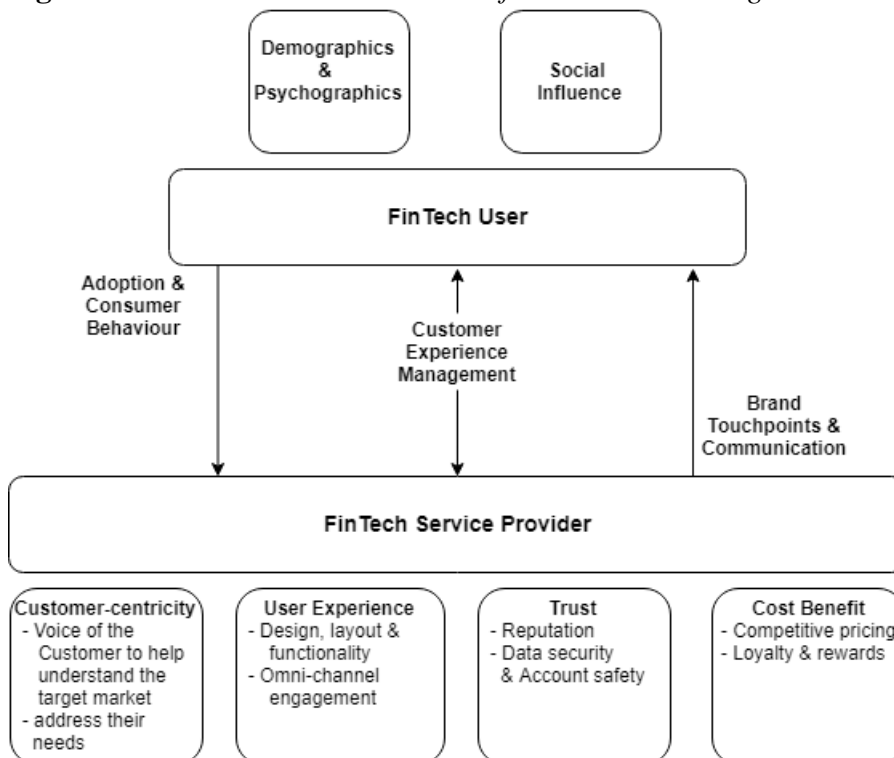 Demographics
&
Psychographics
Social
Influence
FinTech User
Adoption &
Consumer
Behaviour
Customer
Experience
Management
Brand
Touchpoints &
Communication
FinTech Service Provider
Customer-centricity
- Voice of the
Customer to help
understand the
target market
- address their
needs
User Experience
- Design, layout &
functionality
- Omni-channel
engagement
Trust
- Reputation
- Data security
& Account safety
Cost Benefit
- Competitive pricing
- Loyalty & rewards